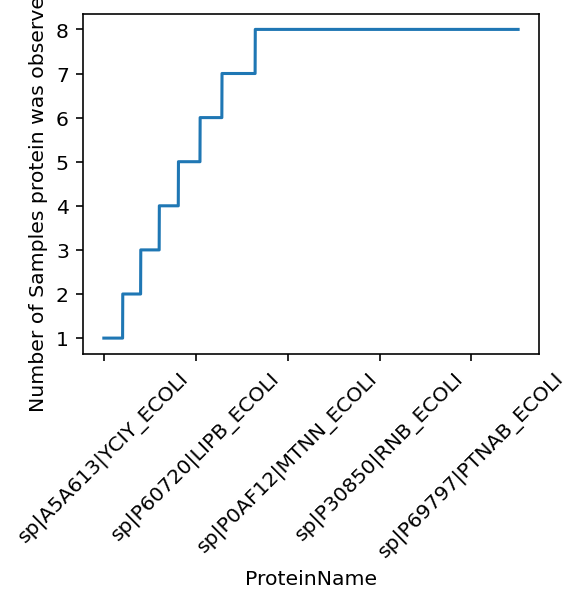 Number of Samples protein was observe
8
7
6
5
4
3
2
1
sp|A5A613|YCIY_ECOLI
sp|P60720|LIPB_ECOLI
sp|P0AF12|MTNN_ECOLI
sp|P30850|RNB_ECOLI
sp|P69797|PTNAB_ECOLI
ProteinName